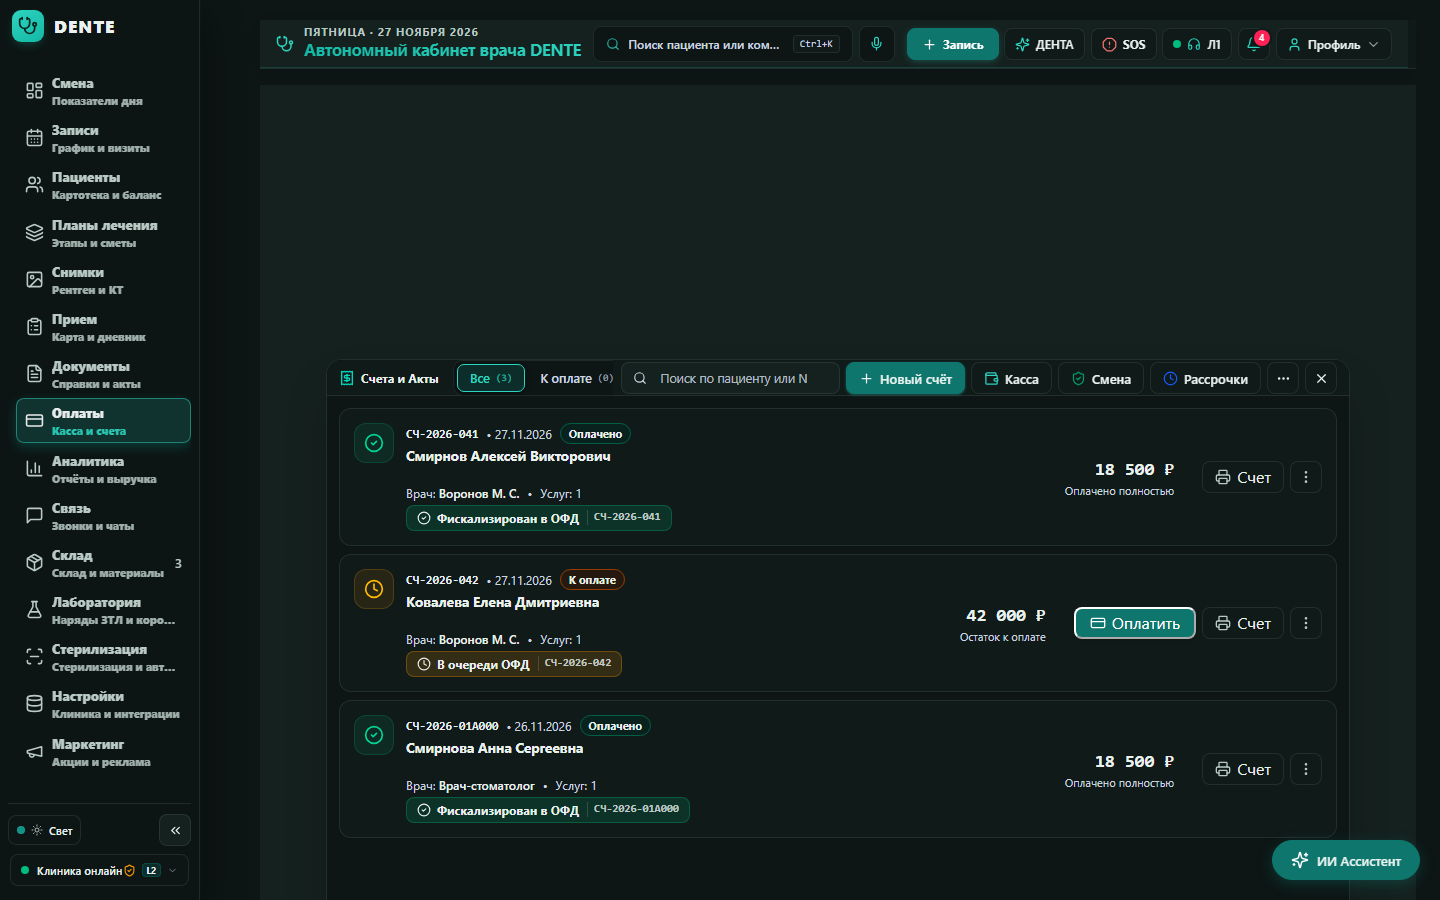 DENTE
Смена
Показатели дня
Записи
График и визиты
Пациенты
Картотека и баланс
Планы лечения
Этапы и сметы
Снимки
Рентген и КТ
Прием
Карта и дневник
Документы
Справки и акты
Оплаты
Касса и счета
Аналитика
Отчёты и выручка
Связь
Звонки и чаты
Склад
Склад и материалы
3
Лаборатория
Наряды ЗТЛ и коро...
Стерилизация
Стерилизация и авт...
Настройки
Клиника и интеграции
Маркетинг
Акции и реклама
Свет
Клиника онлайн L2
ПЯТНИЦА · 27 НОЯБРЯ 2026
Автономный кабинет врача DENTE
Поиск пациента или ком... Ctrl+K
Запись
ДЕНТА
SOS
Л1
4
Профиль
Счета и Акты
Все (3)
К оплате (0)
Поиск по пациенту или N
Новый счёт
Касса
Смена
Рассрочки
СЧ-2026-041 • 27.11.2026 Оплачено
Смирнов Алексей Викторович
Врач: Воронов М. С. • Услуг: 1
Фискализирован в ОФД СЧ-2026-041
18 500 ₽
Оплачено полностью
Счет
СЧ-2026-042 • 27.11.2026 К оплате
Ковалева Елена Дмитриевна
Врач: Воронов М. С. • Услуг: 1
В очереди ОФД СЧ-2026-042
42 000 ₽
Остаток к оплате
Оплатить
Счет
СЧ-2026-01A000 • 26.11.2026 Оплачено
Смирнова Анна Сергеевна
Врач: Врач-стоматолог • Услуг: 1
Фискализирован в ОФД СЧ-2026-01A000
18 500 ₽
Оплачено полностью
Счет
ИИ Ассистент